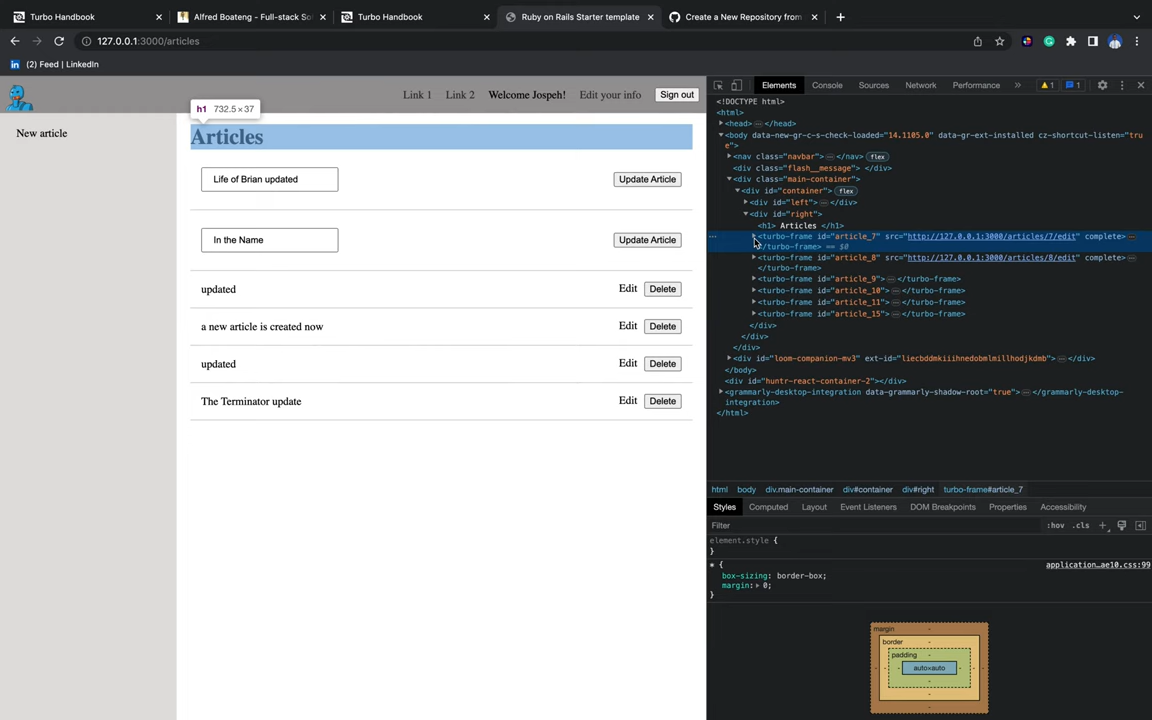 Turbo Handbook
Alfred Boateng - Full-stack So
Turbo Handbook
Ruby on Rails Starter template
Create a New Repository from
127.0.0.1:3000/articles
(2) Feed | LinkedIn
Link 1
Link 2
Welcome Jospeh!
Edit your info
Sign out
h1 732.5×37
New article
Articles
Life of Brian updated
Update Article
In the Name
Update Article
updated
Edit
Delete
a new article is created now
Edit
Delete
updated
Edit
Delete
The Terminator update
Edit
Delete
Elements
Console
Sources
Network
Performance
»
1
1
<!DOCTYPE html>
<html>
<head> … </head>
<body data-new-gr-c-s-check-loaded="14.1105.0" data-gr-ext-installed cz-shortcut-listen="tru
e">
<nav class="navbar"> … </nav> flex
<div class="flash__message"> </div>
<div class="main-container">
<div id="container"> flex
<div id="left"> … </div>
<div id="right">
<h1> Articles </h1>
<turbo-frame id="article_7" src="http://127.0.0.1:3000/articles/7/edit" complete> …
</turbo-frame> == $0
<turbo-frame id="article_8" src="http://127.0.0.1:3000/articles/8/edit" complete> …
</turbo-frame>
<turbo-frame id="article_9"> … </turbo-frame>
<turbo-frame id="article_10"> … </turbo-frame>
<turbo-frame id="article_11"> … </turbo-frame>
<turbo-frame id="article_15"> … </turbo-frame>
</div>
</div>
</div>
<div id="loom-companion-mv3" ext-id="liecbddmkiiihnedobmlmillhodjkdmb"> … </div>
</body>
<div id="huntr-react-container-2"></div>
<grammarly-desktop-integration data-grammarly-shadow-root="true"> … </grammarly-desktop-
integration>
</html>
html
body
div.main-container
div#container
div#right
turbo-frame#article_7
Styles
Computed
Layout
Event Listeners
DOM Breakpoints
Properties
Accessibility
Filter
:hov .cls
element.style {
}
* {
application…ae10.css:99
box-sizing: border-box;
margin: 0;
}
margin
-
border
-
padding
-
- - - auto×auto - - -
-
-
-